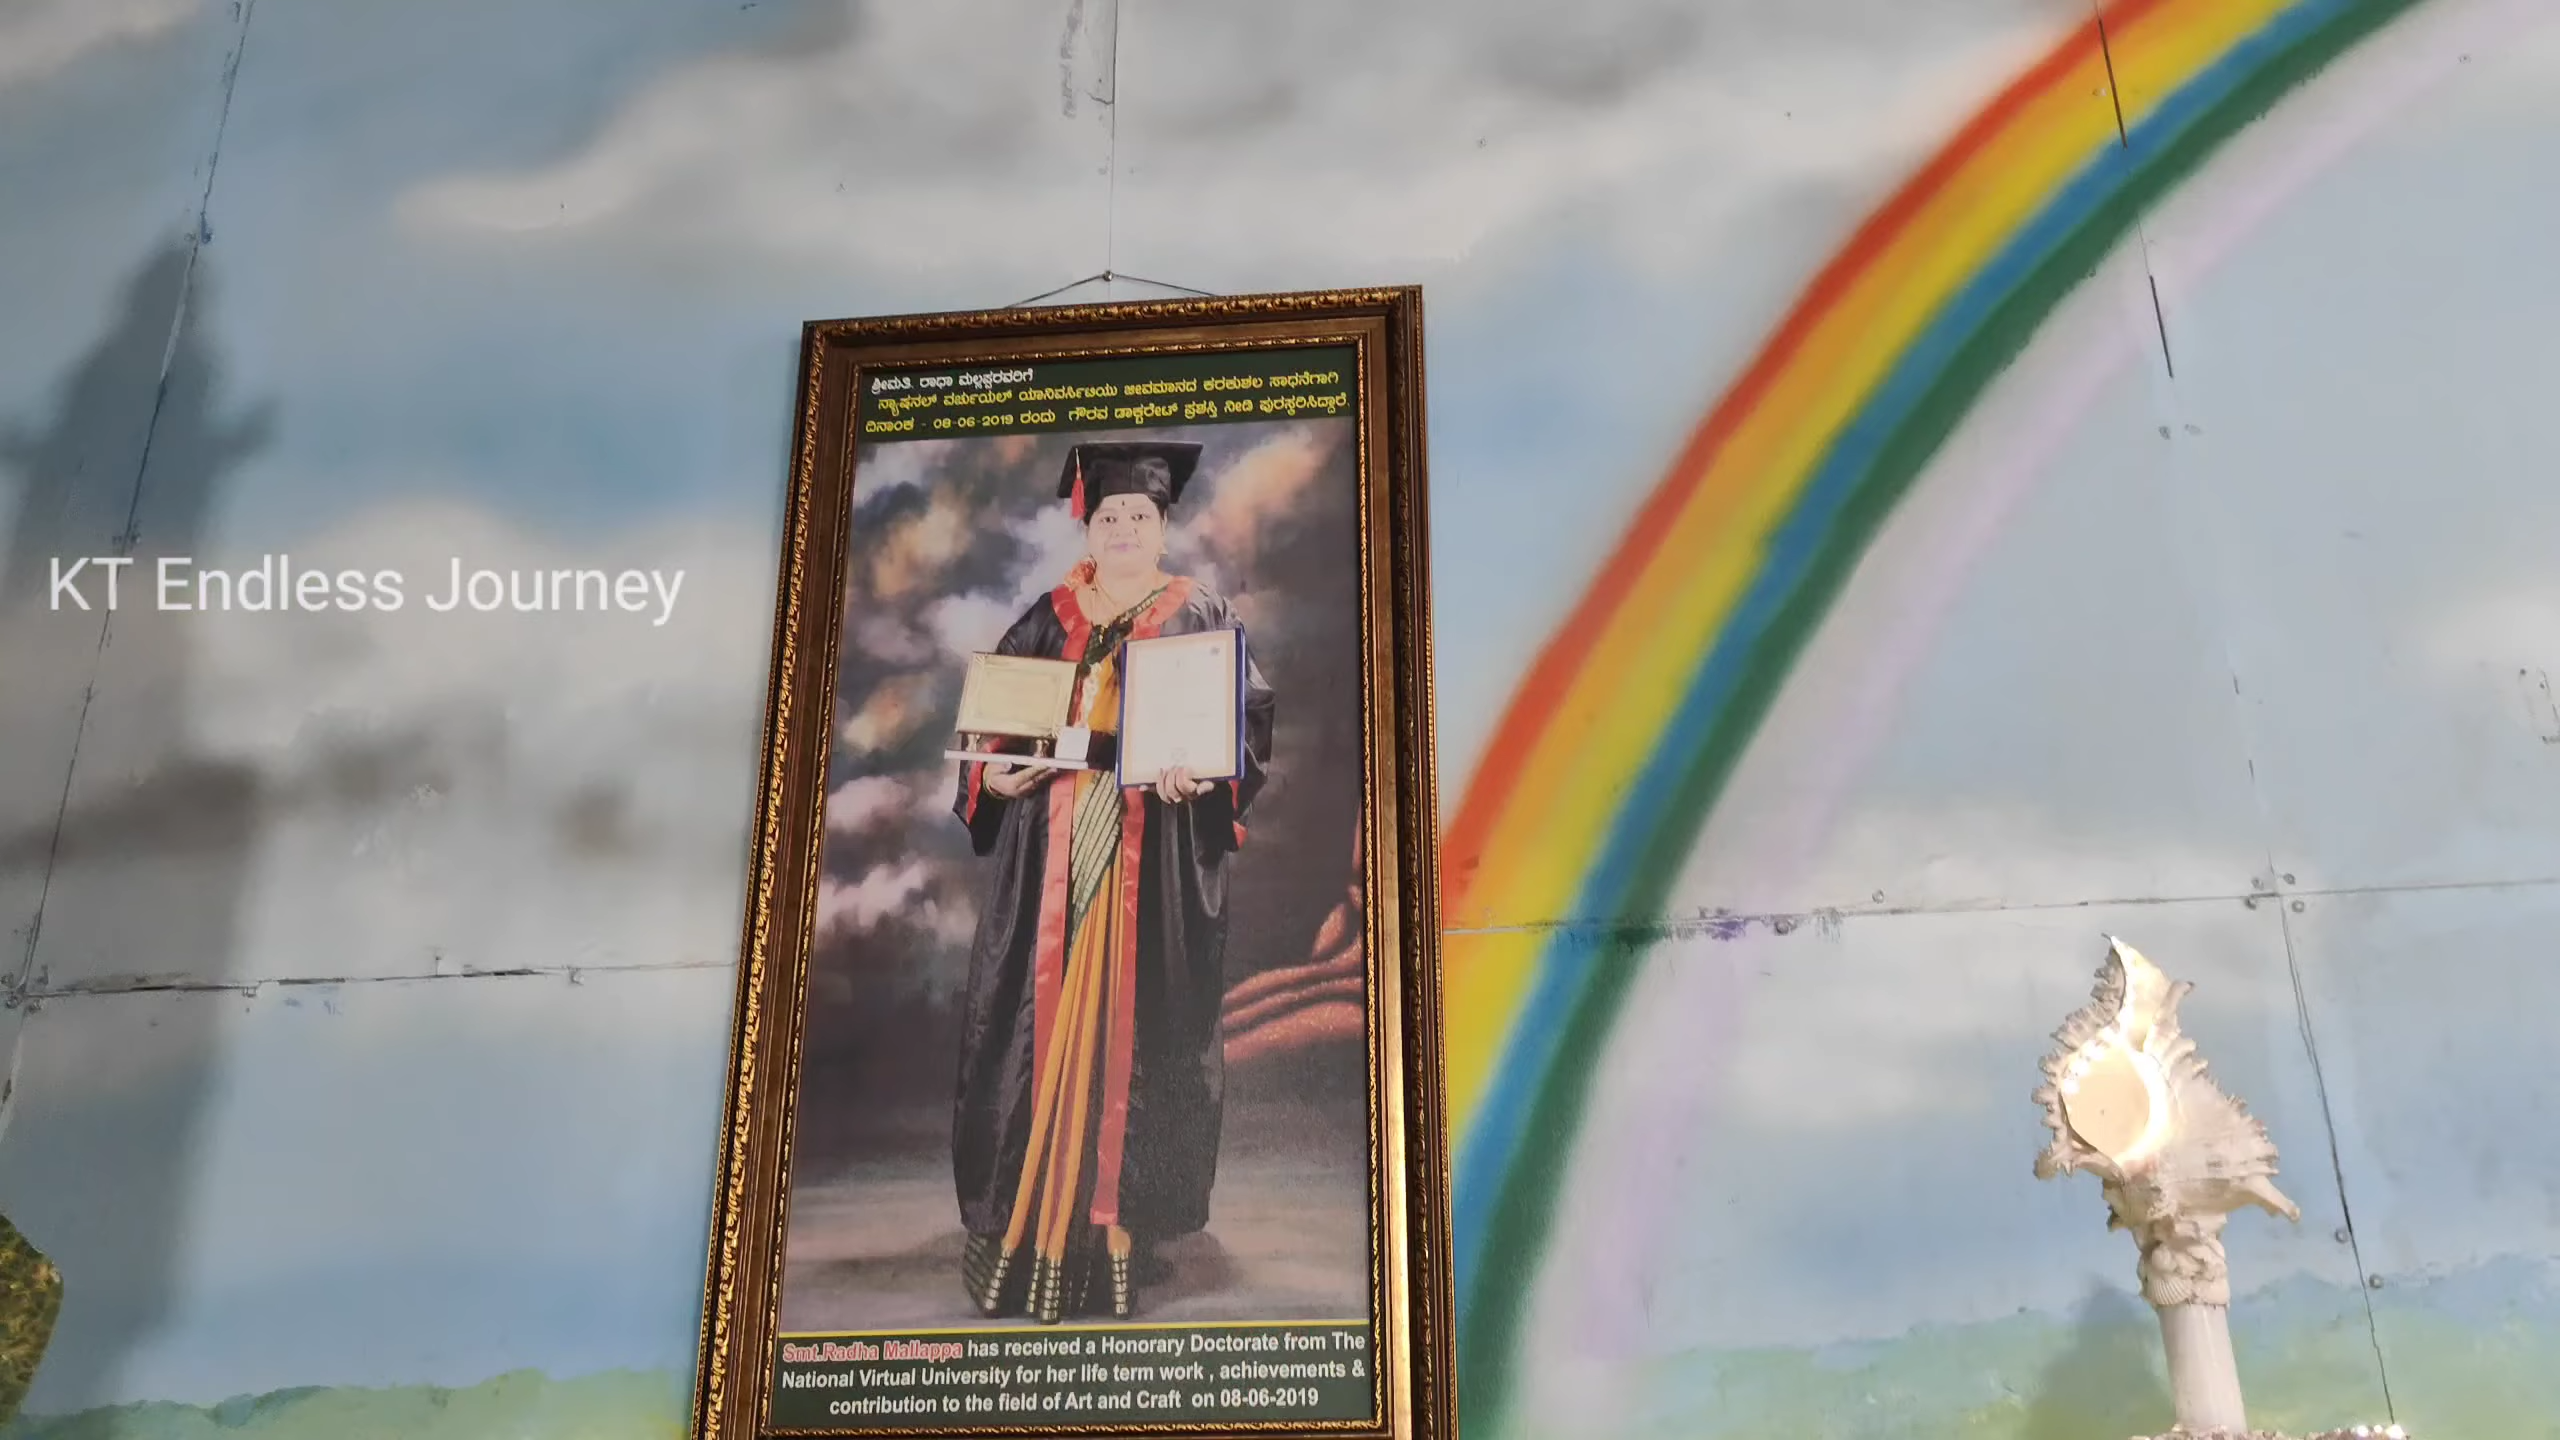 ಶ್ರೀಮತಿ. ರಾಧಾ ಮಲ್ಲಪ್ಪರವರಿಗೆ
ನ್ಯಾಷನಲ್ ವರ್ಚುಯಲ್ ಯೂನಿವರ್ಸಿಟಿಯು ಜೀವಮಾನದ ಕರಕುಶಲ ಸಾಧನೆಗಾಗಿ
ದಿನಾಂಕ - 08-06-2019 ರಂದು ಗೌರವ ಡಾಕ್ಟರೇಟ್ ಪ್ರಶಸ್ತಿ ನೀಡಿ ಪುರಸ್ಕರಿಸಿದ್ದಾರೆ.
KT Endless Journey
Smt.Radha Mallappa has received a Honorary Doctorate from The
National Virtual University for her life term work , achievements &
contribution to the field of Art and Craft on 08-06-2019